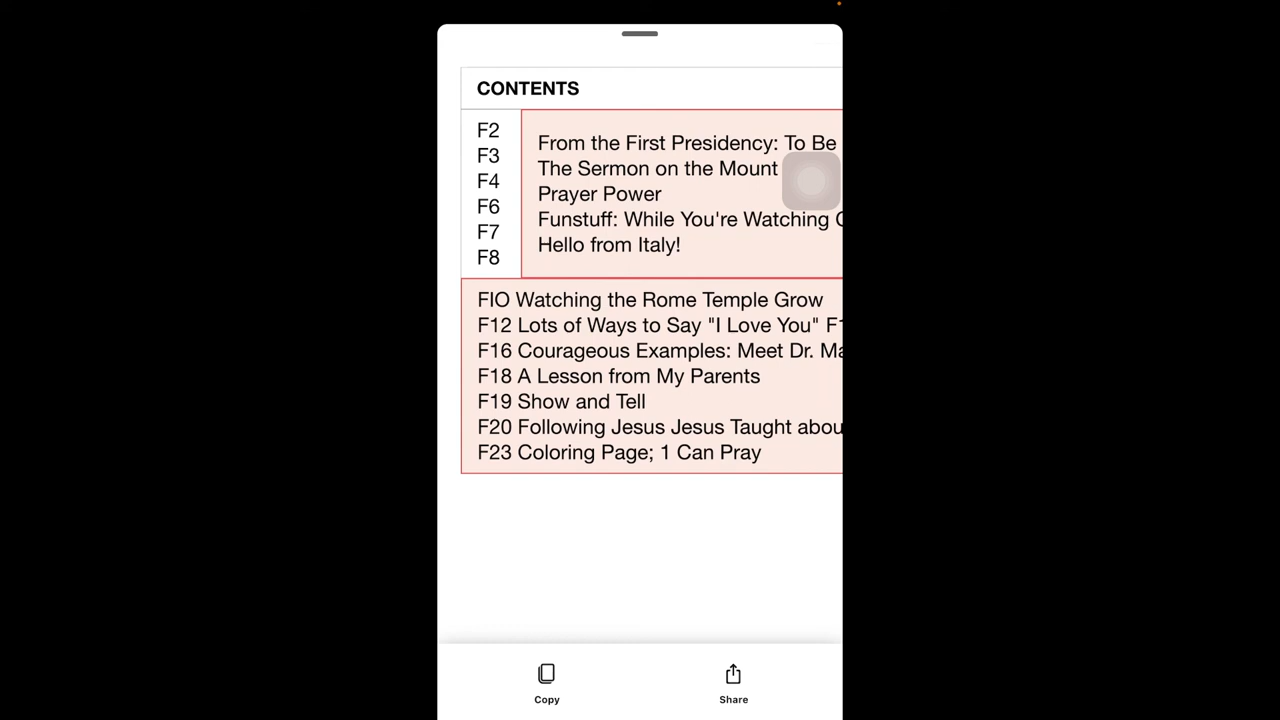 CONTENTS
F2
F3
F4
F6
F7
F8
From the First Presidency: To Be
The Sermon on the Mount
Prayer Power
Funstuff: While You're Watching
Hello from Italy!
FIO Watching the Rome Temple Grow
F12 Lots of Ways to Say "I Love You"
F16 Courageous Examples: Meet Dr.
F18 A Lesson from My Parents
F19 Show and Tell
F20 Following Jesus Jesus Taught
F23 Coloring Page; 1 Can Pray
Copy
Share